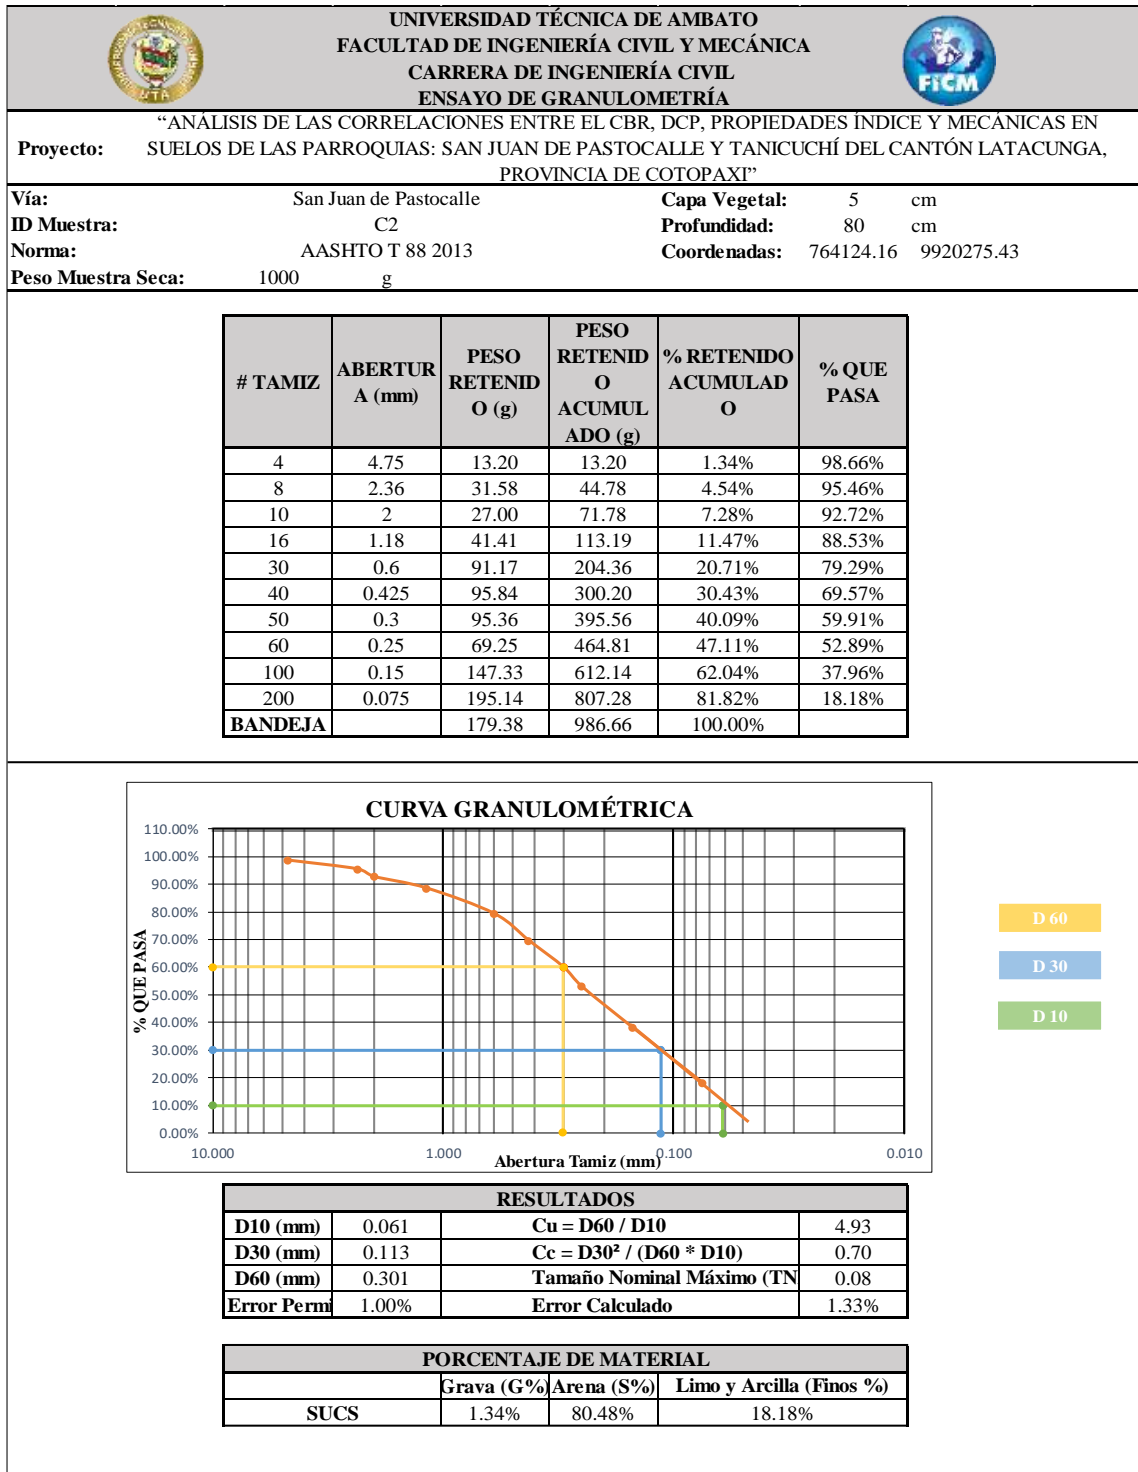 UNIVERSIDAD TÉCNICA DE AMBATO
FACULTAD DE INGENIERÍA CIVIL Y MECÁNICA
CARRERA DE INGENIERÍA CIVIL
ENSAYO DE GRANULOMETRÍA
UTA
FiCM
Proyecto: “ANÁLISIS DE LAS CORRELACIONES ENTRE EL CBR, DCP, PROPIEDADES ÍNDICE Y MECÁNICAS EN
SUELOS DE LAS PARROQUIAS: SAN JUAN DE PASTOCALLE Y TANICUCHÍ DEL CANTÓN LATACUNGA,
PROVINCIA DE COTOPAXI”
Vía: San Juan de Pastocalle Capa Vegetal: 5 cm
ID Muestra: C2 Profundidad: 80 cm
Norma: AASHTO T 88 2013 Coordenadas: 764124.16 9920275.43
Peso Muestra Seca: 1000 g
# TAMIZ ABERTUR A (mm) PESO RETENID O (g) PESO RETENID O ACUMUL ADO (g) % RETENIDO ACUMULAD O % QUE PASA
4 4.75 13.20 13.20 1.34% 98.66%
8 2.36 31.58 44.78 4.54% 95.46%
10 2 27.00 71.78 7.28% 92.72%
16 1.18 41.41 113.19 11.47% 88.53%
30 0.6 91.17 204.36 20.71% 79.29%
40 0.425 95.84 300.20 30.43% 69.57%
50 0.3 95.36 395.56 40.09% 59.91%
60 0.25 69.25 464.81 47.11% 52.89%
100 0.15 147.33 612.14 62.04% 37.96%
200 0.075 195.14 807.28 81.82% 18.18%
BANDEJA 179.38 986.66 100.00%
CURVA GRANULOMÉTRICA
110.00%
100.00%
90.00%
80.00%
70.00%
60.00%
50.00%
40.00%
30.00%
20.00%
10.00%
0.00%
% QUE PASA
10.000 1.000 0.100 0.010
Abertura Tamiz (mm)
D 60
D 30
D 10
RESULTADOS
D10 (mm) 0.061 Cu = D60 / D10 4.93
D30 (mm) 0.113 Cc = D30² / (D60 * D10) 0.70
D60 (mm) 0.301 Tamaño Nominal Máximo (TN 0.08
Error Permi 1.00% Error Calculado 1.33%
PORCENTAJE DE MATERIAL
Grava (G%) Arena (S%) Limo y Arcilla (Finos %)
SUCS 1.34% 80.48% 18.18%